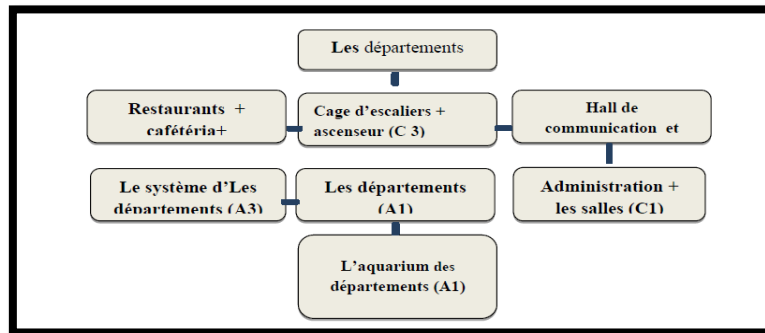 Les départements
Restaurants +
cafétéria+
Cage d'escaliers +
ascenseur (C 3)
Hall de
communication et
Le système d'Les
départements (A3)
Les départements
(A1)
Administration +
les salles (C1)
L'aquarium des
départements (A1)